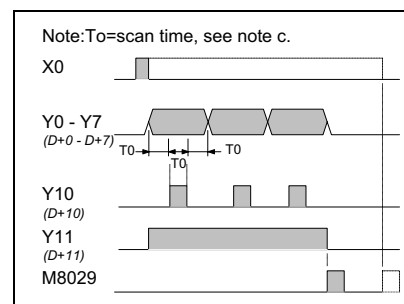 Note:To=scan time, see note c.
X0
Y0 - Y7
(D+0 - D+7)
T0 T0 T0
Y10
(D+10)
Y11
(D+11)
M8029